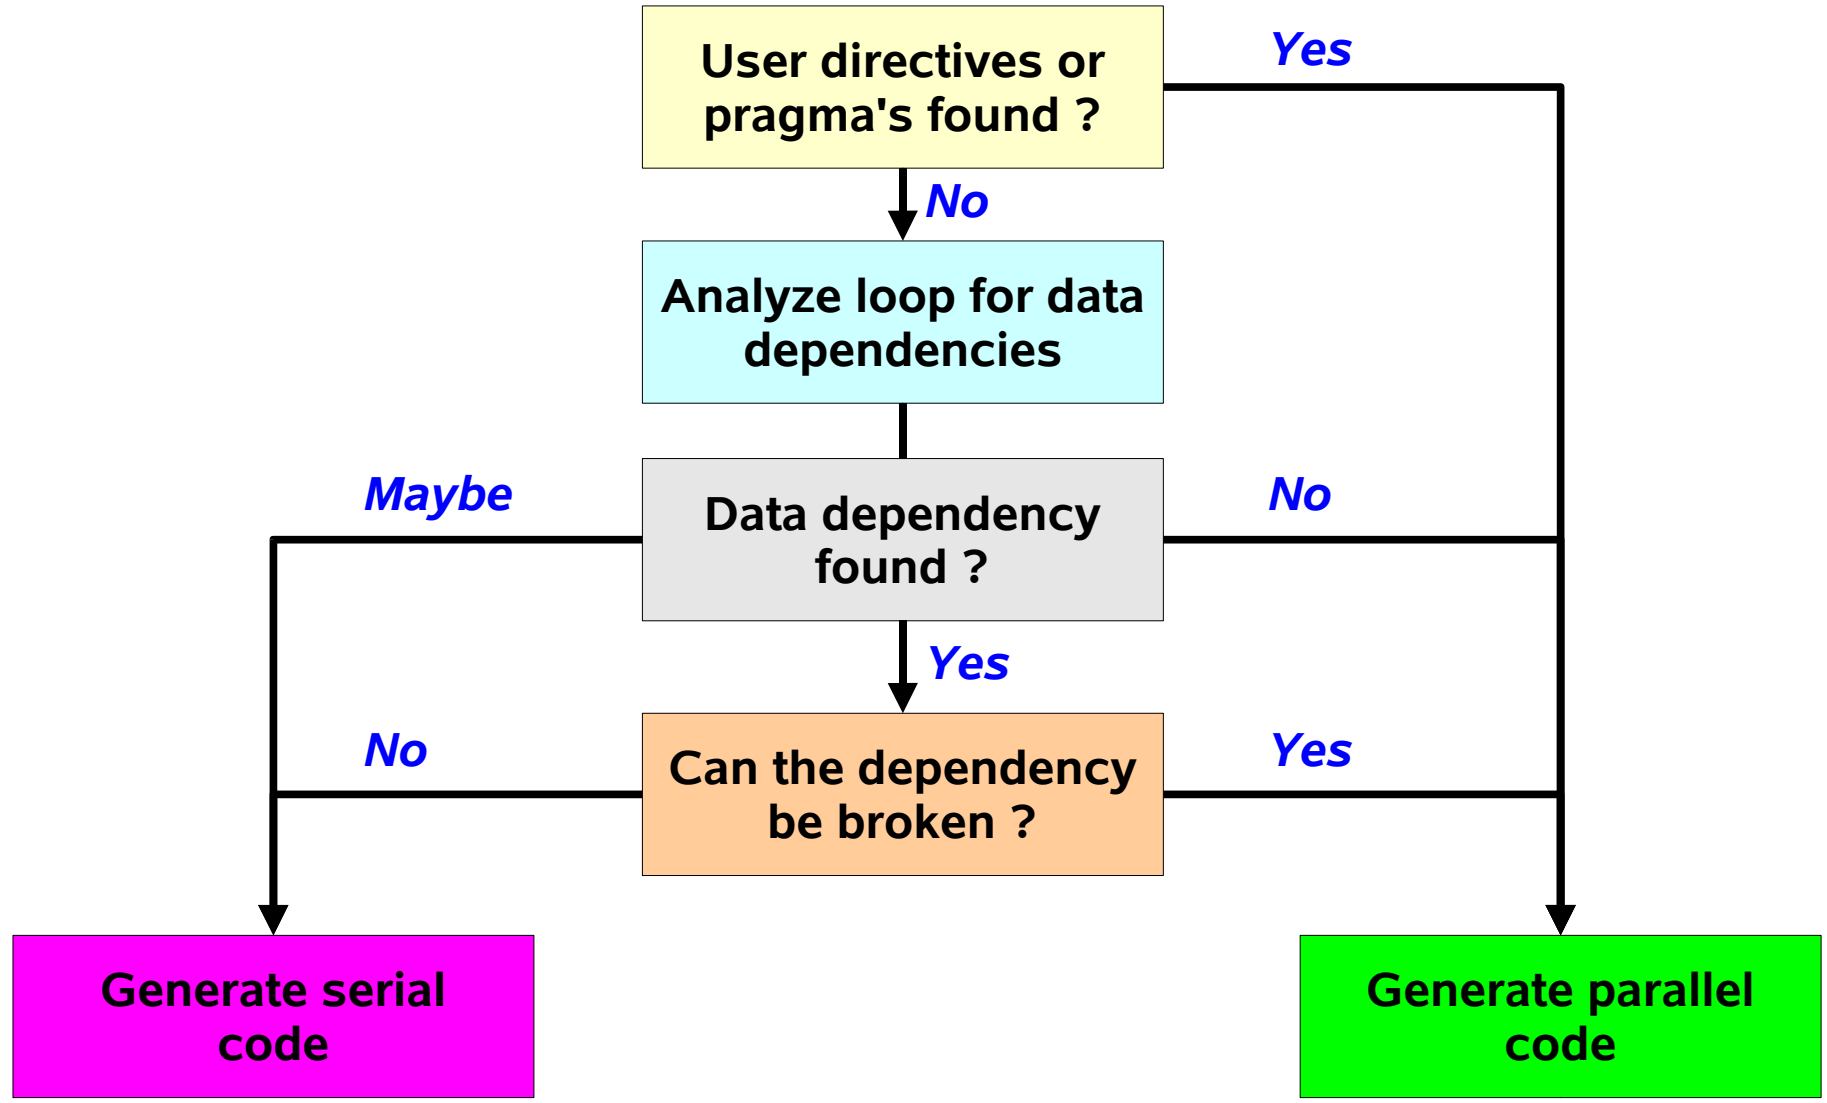 User directives or
pragma's found ?
Yes
No
Analyze loop for data
dependencies
Maybe
Data dependency
found ?
No
Yes
No
Can the dependency
be broken ?
Yes
Generate serial
code
Generate parallel
code